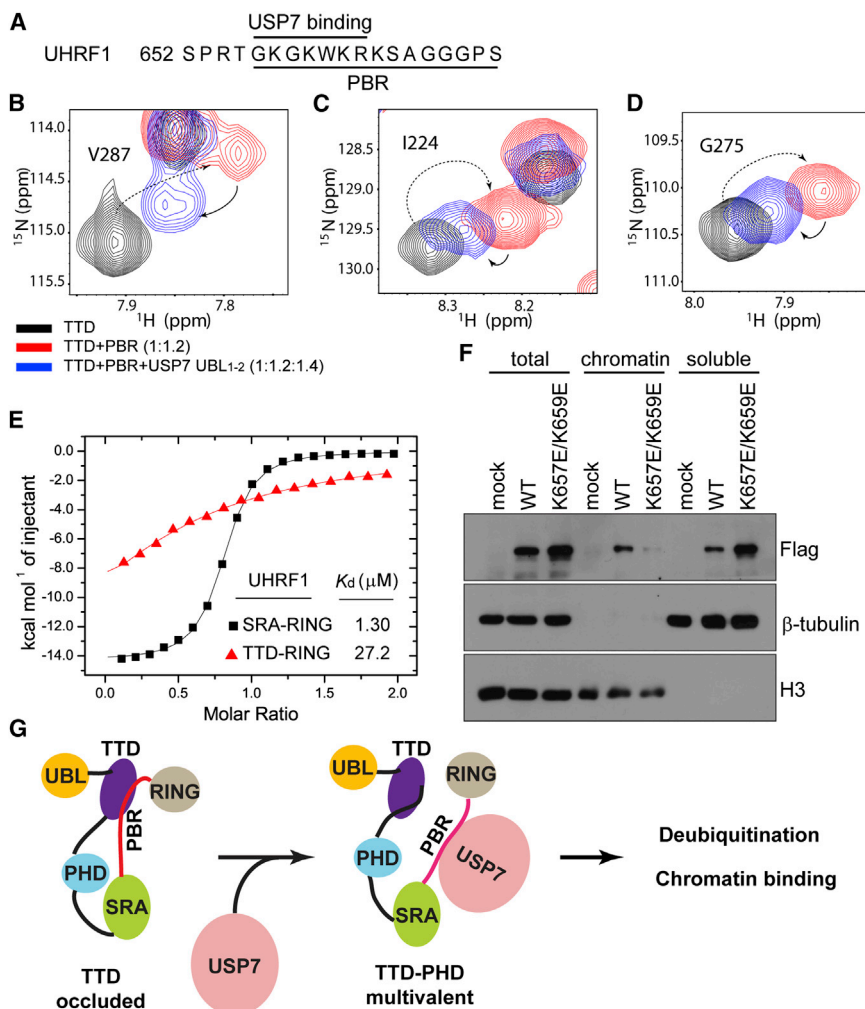 A
USP7 binding
UHRF1 652 S P R T G K G K W K R K S A G G G P S
PBR
B
V287
114.0
114.5
115.0
115.5
15N (ppm)
7.9 7.8
1H (ppm)
C
I224
128.5
129.0
129.5
130.0
15N (ppm)
8.3 8.2
1H (ppm)
D
G275
109.5
110.0
110.5
111.0
15N (ppm)
8.0 7.9
1H (ppm)
TTD
TTD+PBR (1:1.2)
TTD+PBR+USP7 UBL1-2 (1:1.2:1.4)
E
kcal mol1 of injectant
0.0
-2.0
-4.0
-6.0
-8.0
-10.0
-12.0
-14.0
UHRF1 Kd (µM)
SRA-RING 1.30
TTD-RING 27.2
0.0 0.5 1.0 1.5 2.0
Molar Ratio
F
total chromatin soluble
mock WT K657E/K659E mock WT K657E/K659E mock WT K657E/K659E
Flag
β-tubulin
H3
G
UBL TTD RING
PBR
PHD
SRA
TTD
occluded
USP7
UBL TTD RING
PBR
PHD
USP7
SRA
TTD-PHD
multivalent
Deubiquitination
Chromatin binding